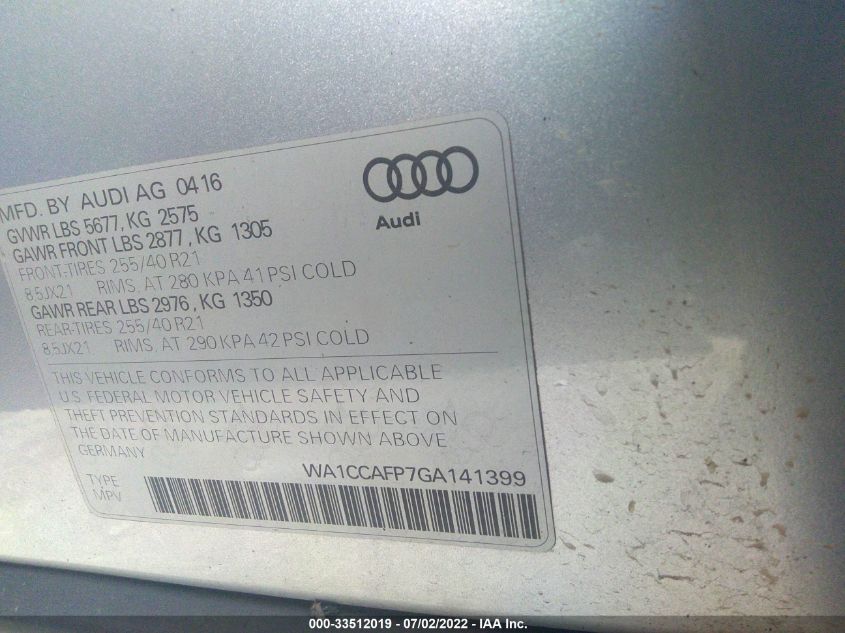 MFD. BY AUDI AG 0416
GVWR LBS 5677, KG 2575
GAWR FRONT LBS 2877, KG 1305
FRONT-TIRES 255/40 R21
8.5JX21 RIMS, AT 280 KPA 41 PSI COLD
GAWR REAR LBS 2976, KG 1350
REAR-TIRES 255/40 R21
8.5JX21 RIMS, AT 290 KPA 42 PSI COLD
Audi
THIS VEHICLE CONFORMS TO ALL APPLICABLE
U.S. FEDERAL MOTOR VEHICLE SAFETY AND
THEFT PREVENTION STANDARDS IN EFFECT ON
THE DATE OF MANUFACTURE SHOWN ABOVE
GERMANY
WA1CCAFP7GA141399
TYPE
MPV
000-33512019 - 07/02/2022 - IAA Inc.